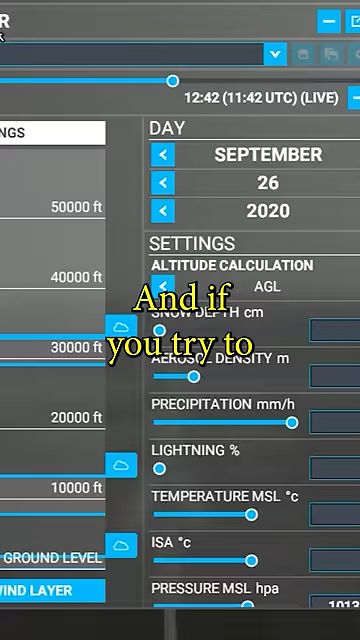 R
12:42 (11:42 UTC) (LIVE)
NGS
50000 ft
40000 ft
30000 ft
20000 ft
10000 ft
GROUND LEVEL
WIND LAYER
DAY
SEPTEMBER
26
2020
SETTINGS
ALTITUDE CALCULATION
AGL
And if
you try to
SNOW DEPTH cm
AEROSOL DENSITY m
PRECIPITATION mm/h
LIGHTNING %
TEMPERATURE MSL °c
ISA °c
PRESSURE MSL hpa
1013